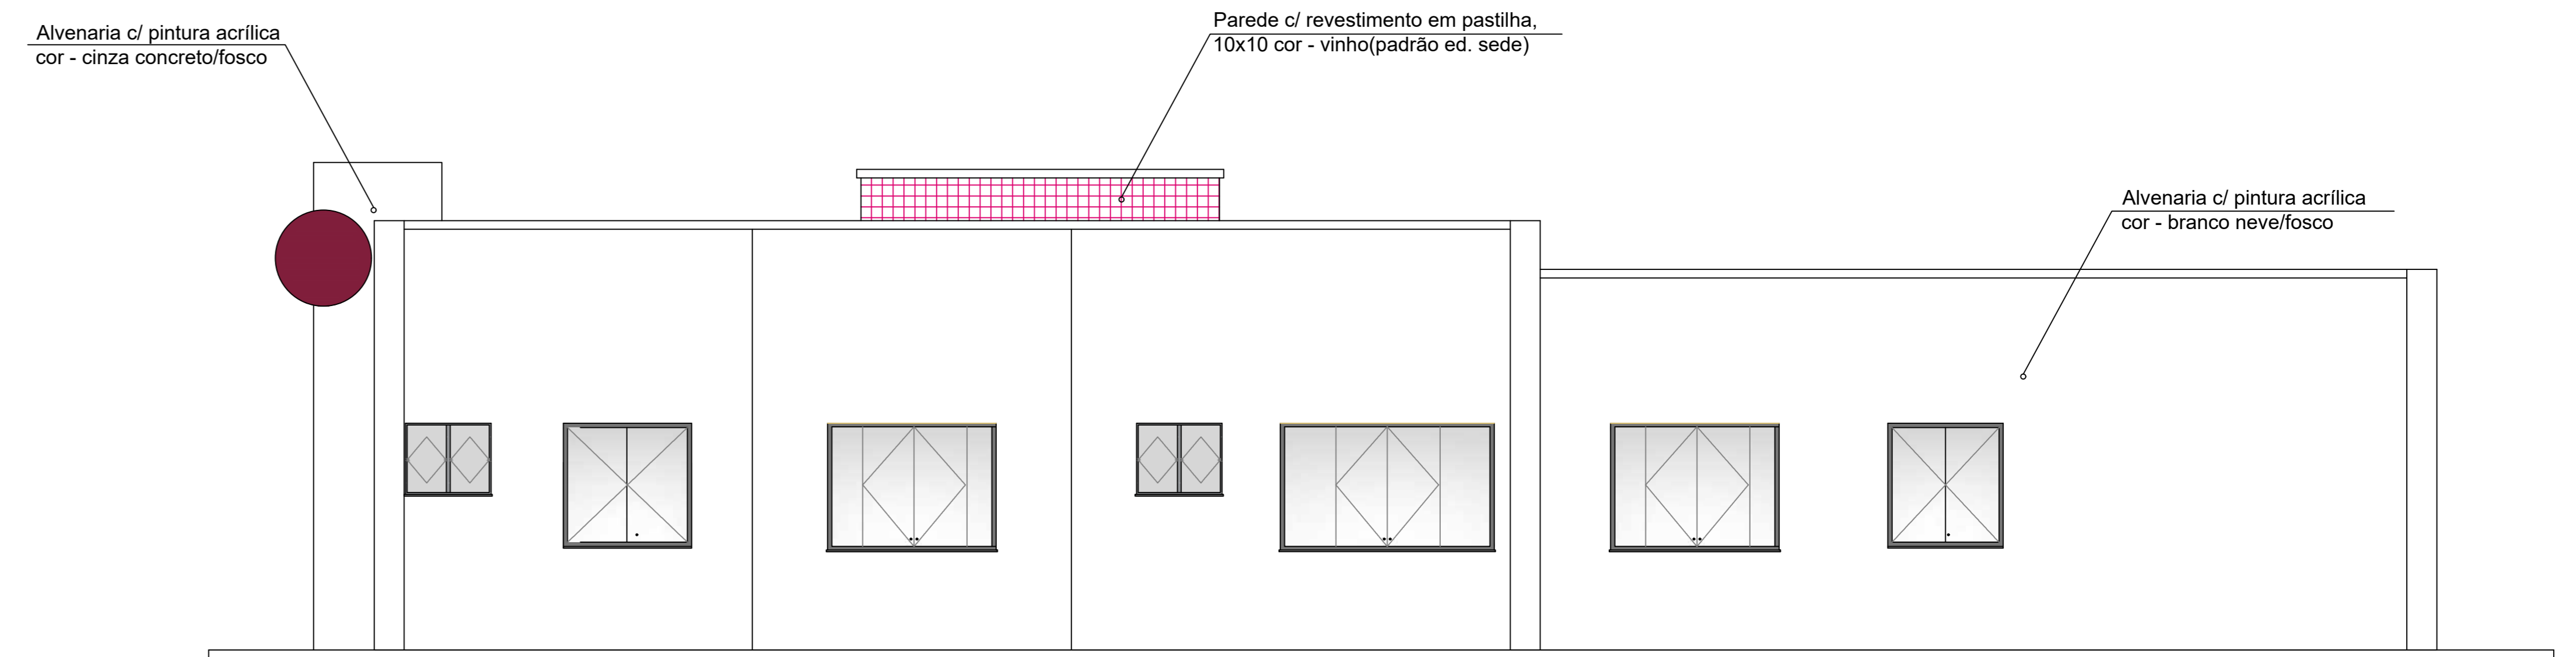 Alvenaria c/ pintura acrílica
cor - cinza concreto/fosco
Parede c/ revestimento em pastilha,
10x10 cor - vinho(padrão ed. sede)
Alvenaria c/ pintura acrílica
cor - branco neve/fosco